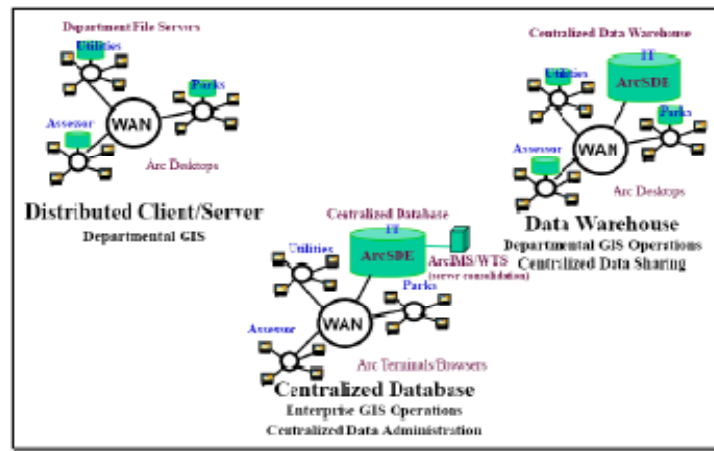 Department File Servers
Utilities
Parks
Assessor
WAN
Arc Desktops
Distributed Client/Server
Departmental GIS
Centralized Data Warehouse
IT
ArcSDE
Utilities
Parks
Assessor
WAN
Arc Desktops
Data Warehouse
Departmental GIS Operations
Centralized Data Sharing
Centralized Database
IT
ArcSDE
ArcIMS/WTS
(server consolidation)
Utilities
Parks
Assessor
WAN
Arc Terminals/Browsers
Centralized Database
Enterprise GIS Operations
Centralized Data Administration